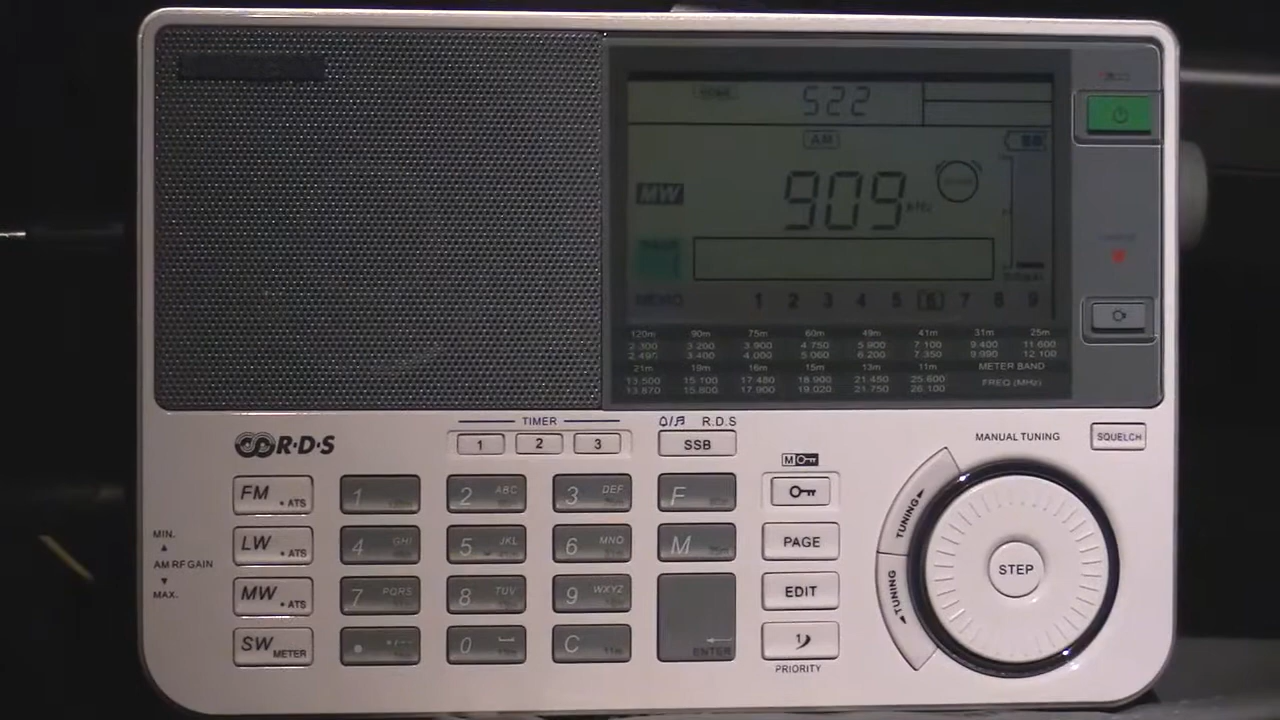 522
AM
MW
909 kHz
MEMO 1 2 3 4 5 6 7 8 9
120m 90m 75m 60m 49m 41m 31m 25m
2.300 3.200 3.900 4.750 5.900 7.100 9.400 11.600
2.490 3.400 4.000 5.060 6.200 7.350 9.990 12.100
21m 19m 16m 15m 13m 11m METER BAND
13.500 15.100 17.480 18.900 21.450 25.600 FREQ (MHz)
13.870 15.800 17.900 19.020 21.750 26.100
R·D·S
TIMER
1 2 3
R.D.S
SSB
MANUAL TUNING
SQUELCH
M
FM •ATS
1
2 ABC
3 DEF
F
TUNING
LW •ATS
4 GHI
5 JKL
6 MNO
M 75m
PAGE
STEP
MIN.
AM RF GAIN
MAX.
MW •ATS
7 PQRS
8 TUV
9 WXYZ
EDIT
TUNING
SW METER
0
C 11m
ENTER
1
PRIORITY